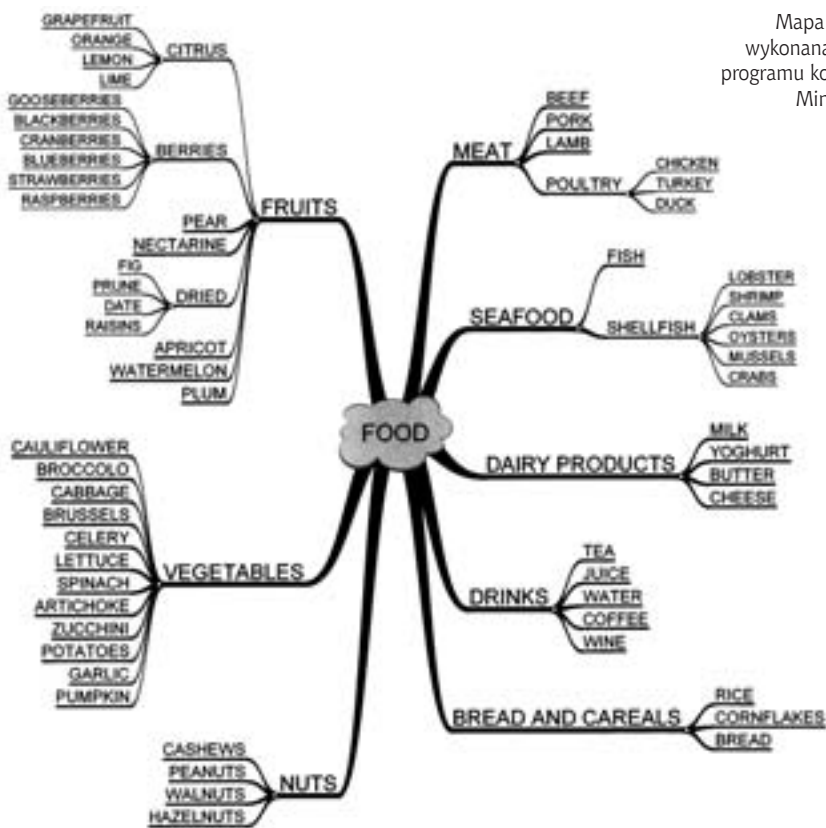 Mapa
wykonana
programu
FOOD
FRUITS
CITRUS
GRAPEFRUIT
ORANGE
LEMON
LIME
BERRIES
GOOSEBERRIES
BLACKBERRIES
CRANBERRIES
BLUEBERRIES
STRAWBERRIES
RASPBERRIES
PEAR
NECTARINE
DRIED
FIG
PRUNE
DATE
RAISINS
APRICOT
WATERMELON
PLUM
VEGETABLES
CAULIFLOWER
BROCCOLO
CABBAGE
BRUSSELS
CELERY
LETTUCE
SPINACH
ARTICHOKE
ZUCCHINI
POTATOES
GARLIC
PUMPKIN
NUTS
CASHEWS
PEANUTS
WALNUTS
HAZELNUTS
MEAT
BEEF
PORK
LAMB
POULTRY
CHICKEN
TURKEY
DUCK
SEAFOOD
FISH
SHELLFISH
LOBSTER
SHRIMP
CLAMS
OYSTERS
MUSSELS
CRABS
DAIRY PRODUCTS
MILK
YOGHURT
BUTTER
CHEESE
DRINKS
TEA
JUICE
WATER
COFFEE
WINE
BREAD AND CAREALS
RICE
CORNFLAKES
BREAD